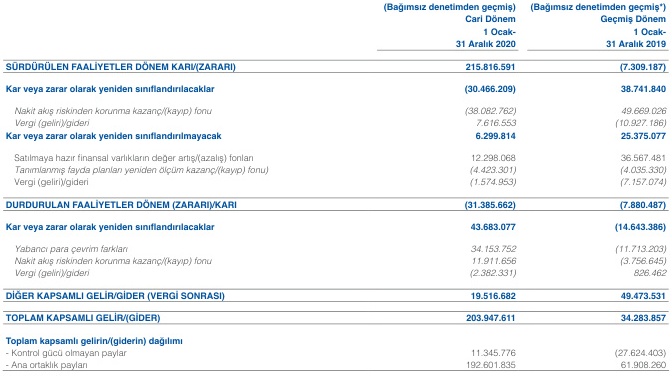 (Bağımsız denetimden geçmiş) (Bağımsız denetimden geçmiş*)
Cari Dönem Geçmiş Dönem
1 Ocak- 1 Ocak-
31 Aralık 2020 31 Aralık 2019
SÜRDÜRÜLEN FAALİYETLER DÖNEM KARI/(ZARARI) 215.816.591 (7.309.187)
Kar veya zarar olarak yeniden sınıflandırılacaklar (30.466.209) 38.741.840
Nakit akış riskinden korunma kazanç/(kayıp) fonu (38.082.762) 49.669.026
Vergi (geliri)/gideri 7.616.553 (10.927.186)
Kar veya zarar olarak yeniden sınıflandırılmayacak 6.299.814 25.375.077
Satılmaya hazır finansal varlıkların değer artış/(azalış) fonları 12.298.068 36.567.481
Tanımlanmış fayda planları yeniden ölçüm kazanç/(kayıp fonu) (4.423.301) (4.035.330)
Vergi (geliri)/gideri (1.574.953) (7.157.074)
DURDURULAN FAALİYETLER DÖNEM (ZARARI)/KARI (31.385.662) (7.880.487)
Kar veya zarar olarak yeniden sınıflandırılacaklar 43.683.077 (14.643.386)
Yabancı para çevrim farkları 34.153.752 (11.713.203)
Nakit akış riskinden korunma kazanç/(kayıp) fonu 11.911.656 (3.756.645)
Vergi (geliri)/gideri (2.382.331) 826.462
DİĞER KAPSAMLI GELİR/GİDER (VERGİ SONRASI) 19.516.682 49.473.531
TOPLAM KAPSAMLI GELİR/(GİDER) 203.947.611 34.283.857
Toplam kapsamlı gelirin/(giderin) dağılımı
- Kontrol gücü olmayan paylar 11.345.776 (27.624.403)
- Ana ortaklık payları 192.601.835 61.908.260